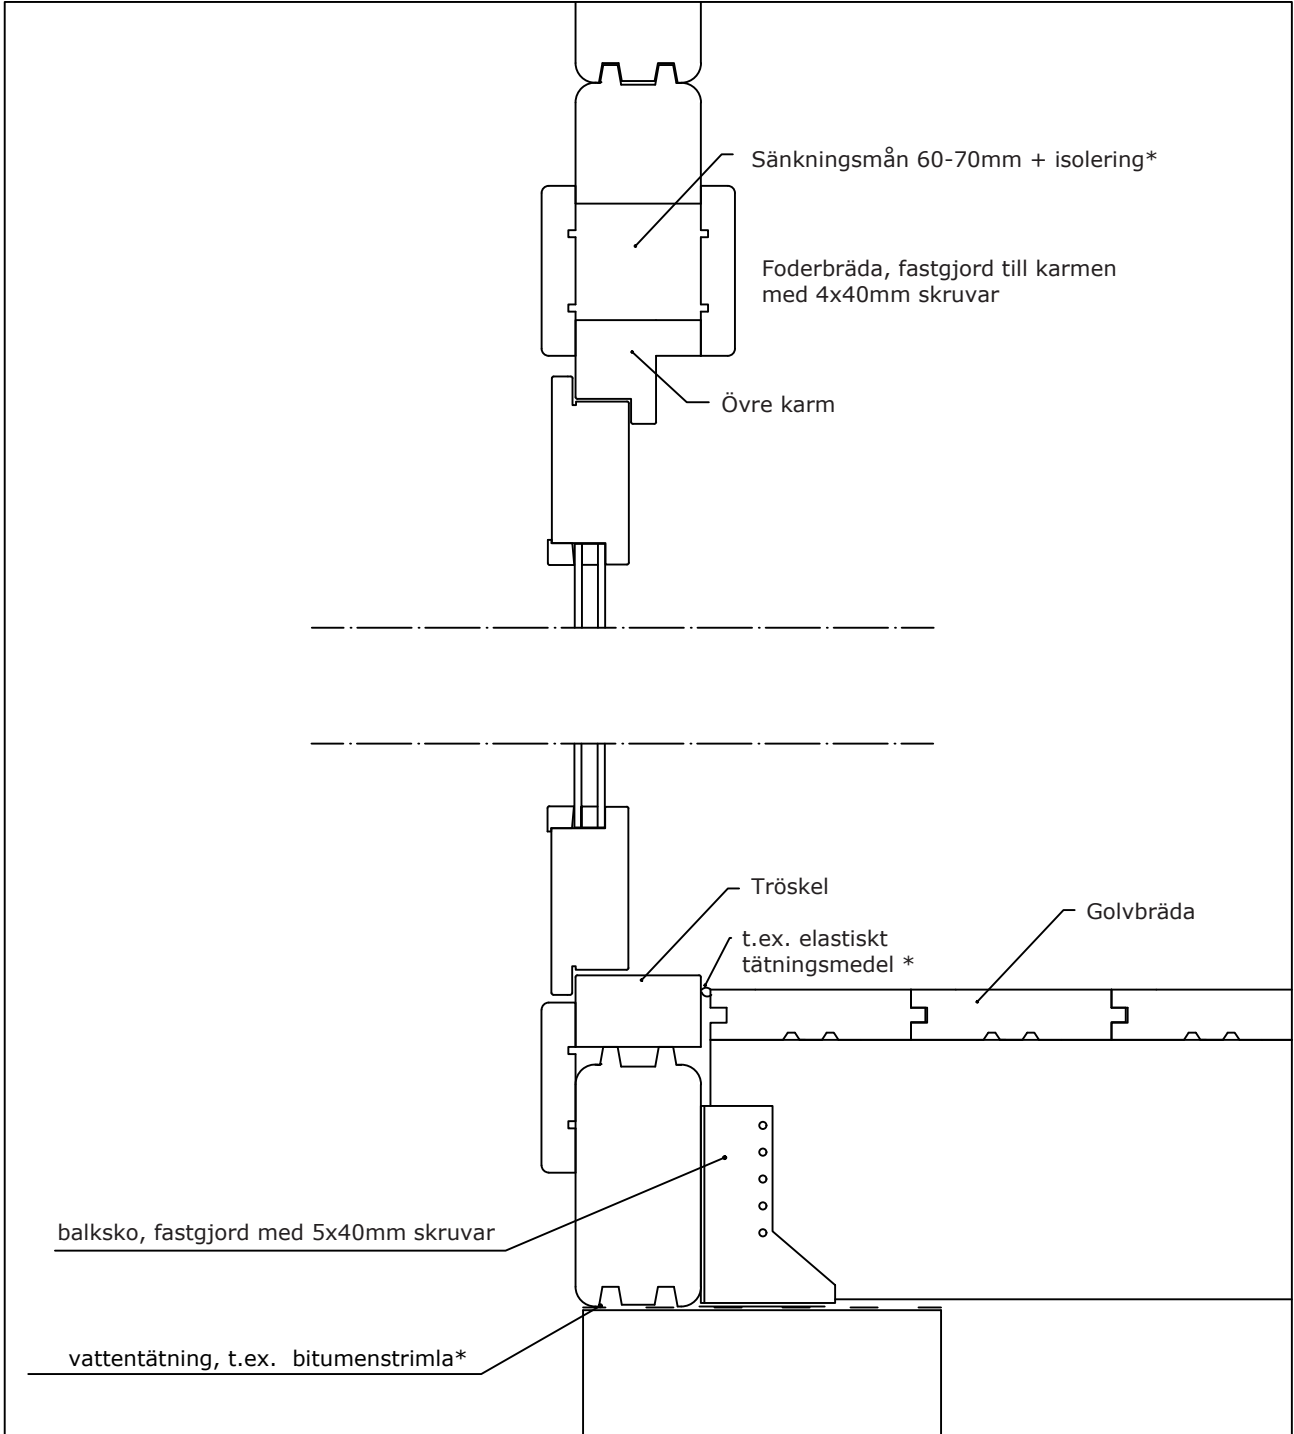 Sänkningsmån 60-70mm + isolering*
Foderbräda, fastgjord till karmen
med 4x40mm skruvar
Övre karm
Tröskel
Golvbräda
t.ex. elastiskt
tätningsmedel *
balksko, fastgjord med 5x40mm skruvar
vattentätning, t.ex. bitumenstrimla*